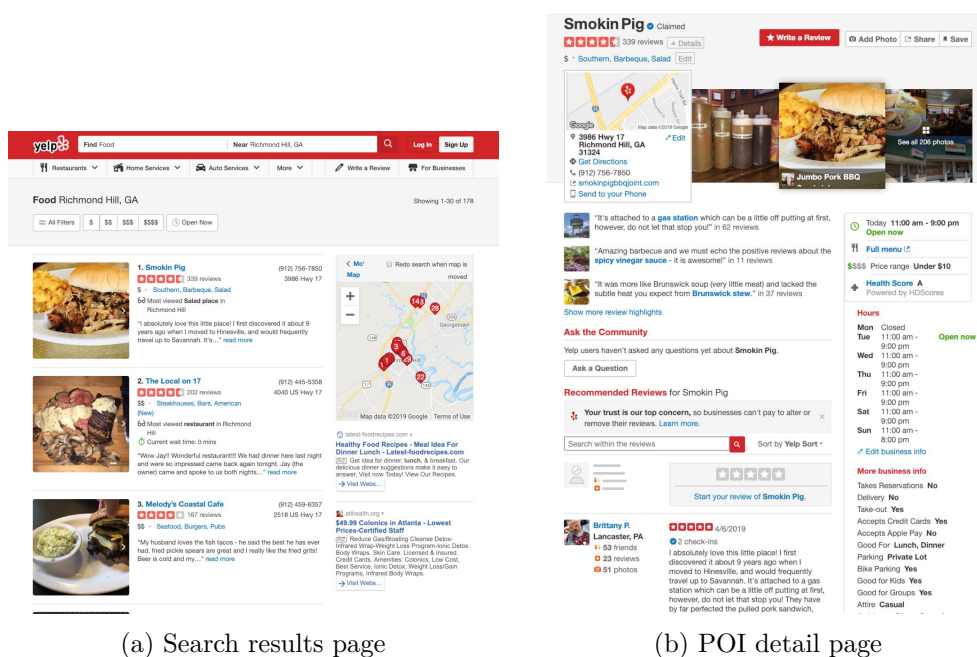 yelp
Find Food
Near Richmond Hill, GA
Log In
Sign Up
Restaurants
Home Services
Auto Services
More
Write a Review
For Businesses
Food Richmond Hill, GA
Showing 1-30 of 178
All Filters
$
$$
$$$
$$$$
Open Now
1. Smokin Pig
(912) 756-7850
339 reviews
3986 Hwy 17
$ · Southern, Barbeque, Salad
Most viewed Salad place in
Richmond Hill
"I absolutely love this little place! I first discovered it about 9
years ago when I moved to Hinesville, and would frequently
travel up to Savannah. It's…" read more
2. The Local on 17
(912) 445-5358
202 reviews
4040 US Hwy 17
$$ · Steakhouses, Bars, American
(New)
Most viewed restaurant in Richmond
Hill
Current wait time: 0 mins
"Wow Jay!! Wonderful restaurant!!! We had dinner here last night
and were so impressed came back again tonight. Jay (the
owner) came and spoke to us both nights…" read more
3. Melody's Coastal Cafe
(912) 459-6357
167 reviews
2518 US Hwy 17
$$ · Seafood, Burgers, Pubs
"My husband loves the fish tacos - he said the best he has ever
had. fried pickle spears are great and I really like the fried grits!
Beer is cold and my…" read more
< Mo'
Map
Redo search when map is
moved
+
−
Georgetown
Map data ©2019 Google
Terms of Use
latest-foodrecipes.com
Healthy Food Recipes - Meal Idea For
Dinner Lunch - Latest-foodrecipes.com
Ad Get idea for dinner, lunch, & breakfast. Our
delicious dinner suggestions make it easy to
answer, Visit now Today! View Our Recipes.
Visit Webs…
atlhealth.org
$49.99 Colonics in Atlanta - Lowest
Prices-Certified Staff
Ad Reduce Gas/Bloating Cleanse Detox-
Infrared Wrap-Weight Loss Program-Ionic Detox.
Body Wraps. Skin Care. Licensed & Insured.
Credit Cards. Amenities: Colonics, Low Cost,
Best Service, Ionic Detox, Weight Loss/Gain
Programs, Infrared Body Wraps.
Visit Webs…
(a) Search results page
Smokin Pig
Claimed
339 reviews
Details
$ · Southern, Barbeque, Salad
Edit
Write a Review
Add Photo
Share
Save
Google
Map data ©2019 Google
3986 Hwy 17
Richmond Hill, GA
31324
Edit
Get Directions
(912) 756-7850
smokinpigbbqjoint.com
Send to your Phone
Jumbo Pork BBQ
See all 206 photos
"It's attached to a gas station which can be a little off putting at first,
however, do not let that stop you!" in 62 reviews
"Amazing barbecue and we must echo the positive reviews about the
spicy vinegar sauce - it is awesome!" in 11 reviews
"It was more like Brunswick soup (very little meat) and lacked the
subtle heat you expect from Brunswick stew." in 37 reviews
Show more review highlights
Ask the Community
Yelp users haven't asked any questions yet about Smokin Pig.
Ask a Question
Recommended Reviews for Smokin Pig
Your trust is our top concern, so businesses can't pay to alter or
remove their reviews. Learn more.
×
Search within the reviews
Sort by Yelp Sort
Start your review of Smokin Pig.
Brittany P.
Lancaster, PA
53 friends
23 reviews
51 photos
4/6/2019
2 check-ins
I absolutely love this little place! I first
discovered it about 9 years ago when I
moved to Hinesville, and would frequently
travel up to Savannah. It's attached to a gas
station which can be a little off putting at first,
however, do not let that stop you! They have
by far perfected the pulled pork sandwich,
Today 11:00 am - 9:00 pm
Open now
Full menu
$$$$ Price range Under $10
Health Score A
Powered by HDScores
Hours
Mon Closed
Tue 11:00 am - Open now
9:00 pm
Wed 11:00 am -
9:00 pm
Thu 11:00 am -
9:00 pm
Fri 11:00 am -
9:00 pm
Sat 11:00 am -
9:00 pm
Sun 11:00 am -
8:00 pm
Edit business info
More business info
Takes Reservations No
Delivery No
Take-out Yes
Accepts Credit Cards Yes
Accepts Apple Pay No
Good For Lunch, Dinner
Parking Private Lot
Bike Parking Yes
Good for Kids Yes
Good for Groups Yes
Attire Casual
(b) POI detail page